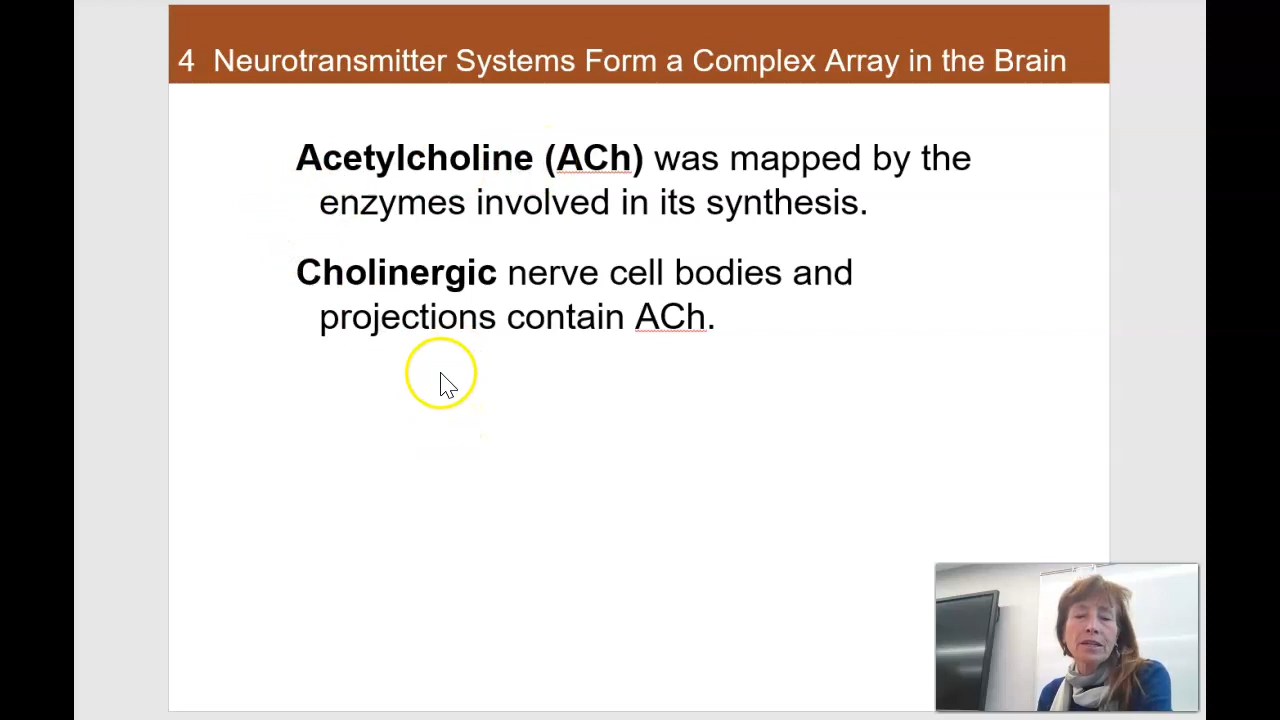 4 Neurotransmitter Systems Form a Complex Array in the Brain
Acetylcholine (ACh) was mapped by the
enzymes involved in its synthesis.
Cholinergic nerve cell bodies and
projections contain ACh.